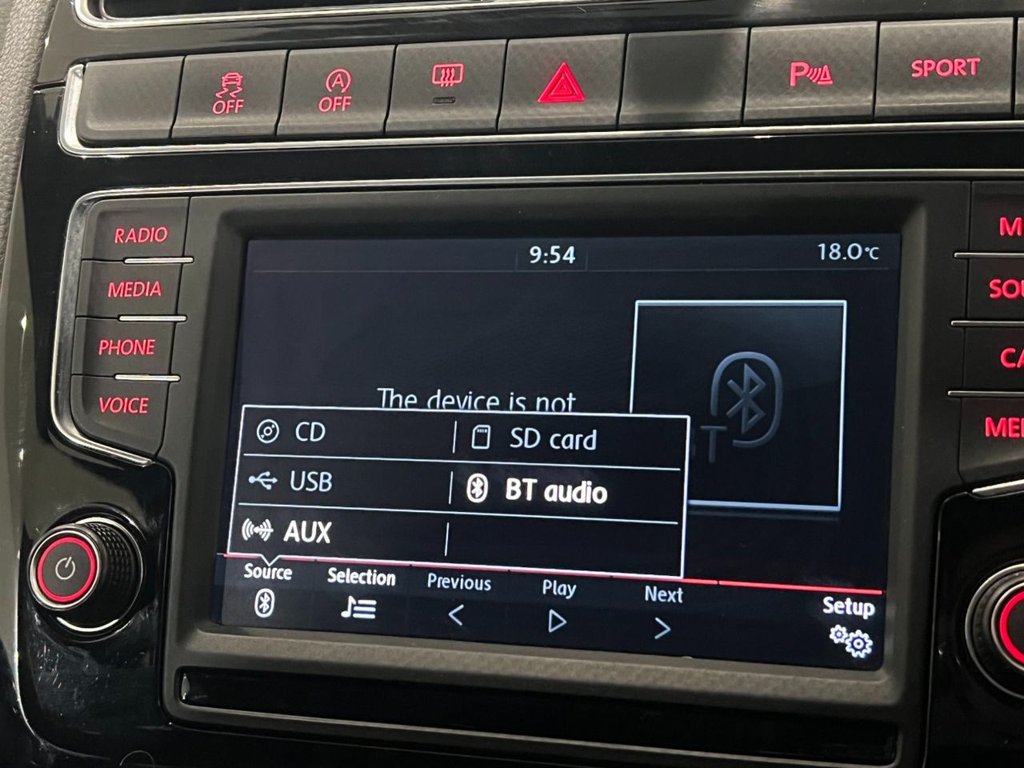 OFF
A
OFF
P
SPORT
RADIO
MEDIA
PHONE
VOICE
9:54
18.0°C
The device is not
CD
SD card
USB
BT audio
AUX
Source
Selection
Previous
Play
Next
Setup